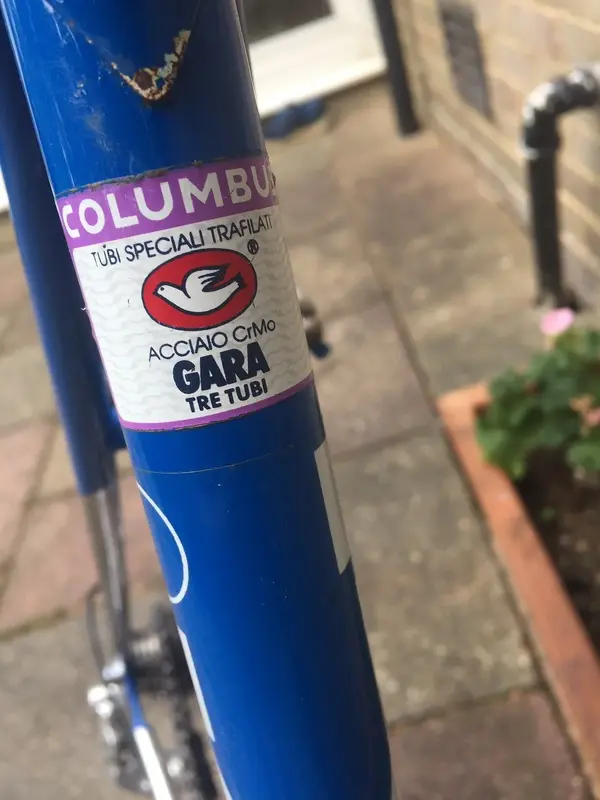 COLUMBU
TUBI SPECIALI TRAFILATI
®
ACCIAIO CrMo
GARA
TRE TUBI